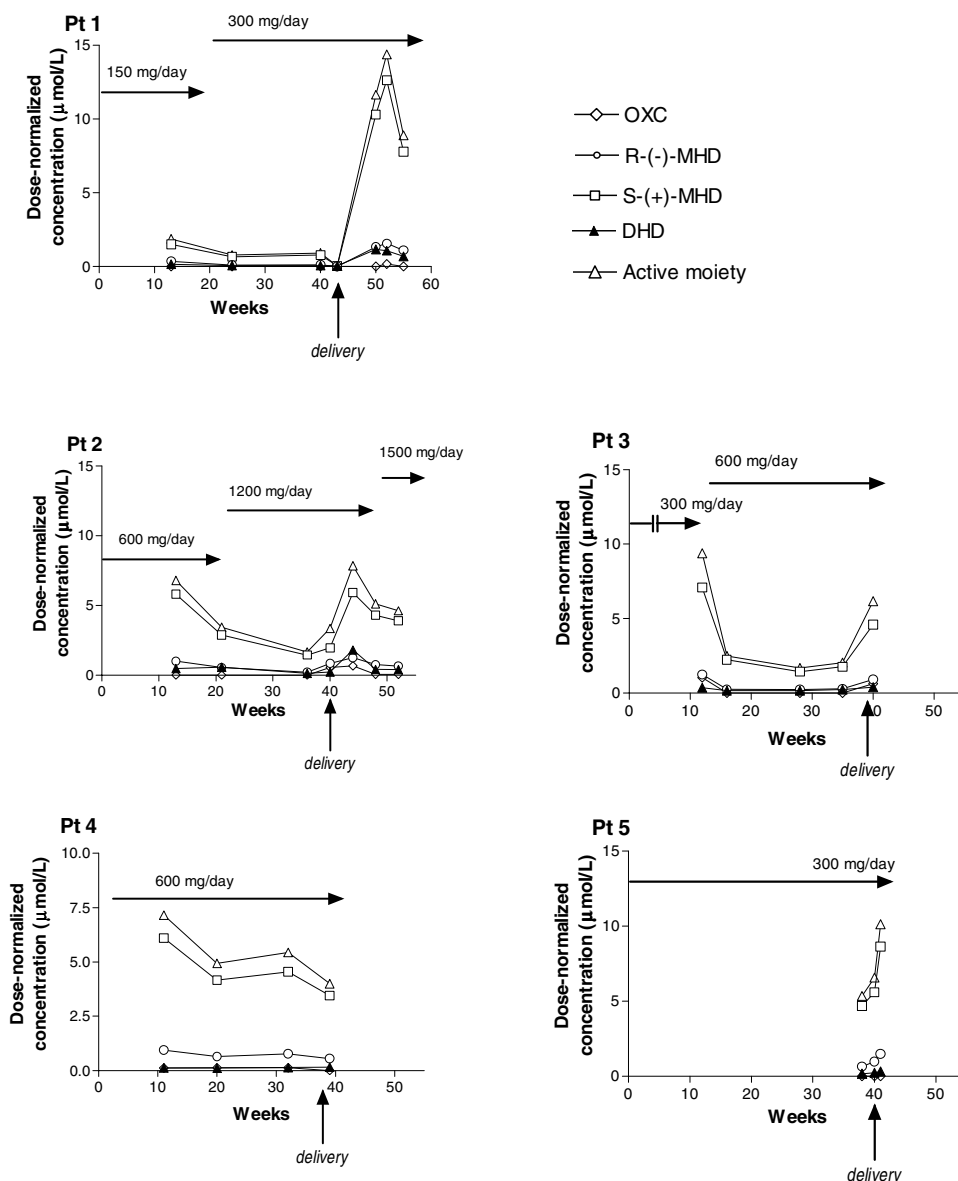 Pt 1
300 mg/day
150 mg/day
Dose-normalized
concentration (μmol/L)
15
10
5
0
0 10 20 30 40 50 60
Weeks
delivery
OXC
R-(-)-MHD
S-(+)-MHD
DHD
Active moiety
Pt 2
1500 mg/day
1200 mg/day
600 mg/day
Dose-normalized
concentration (μmol/L)
15
10
5
0
0 10 20 30 40 50
Weeks
delivery
Pt 3
600 mg/day
300 mg/day
Dose-normalized
concentration (μmol/L)
15
10
5
0
0 10 20 30 40 50
Weeks
delivery
Pt 4
600 mg/day
Dose-normalized
concentration (μmol/L)
10.0
7.5
5.0
2.5
0.0
0 10 20 30 40 50
Weeks
delivery
Pt 5
300 mg/day
Dose-normalized
concentration (μmol/L)
15
10
5
0
0 10 20 30 40 50
Weeks
delivery